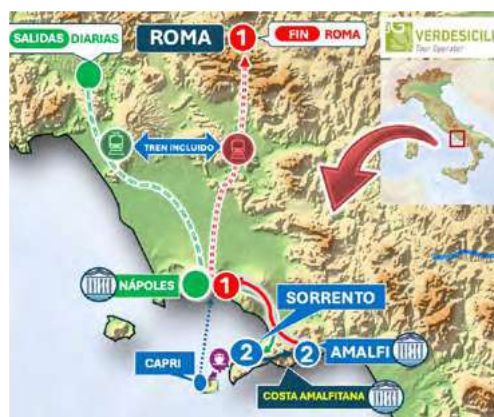 SALIDAS DIARIAS
ROMA
1
FIN ROMA
VERDESICILI
Tour Operator
TREN INCLUIDO
NÁPOLES
1
SORRENTO
2
2
AMALFI
CAPRI
COSTA AMALFITANA